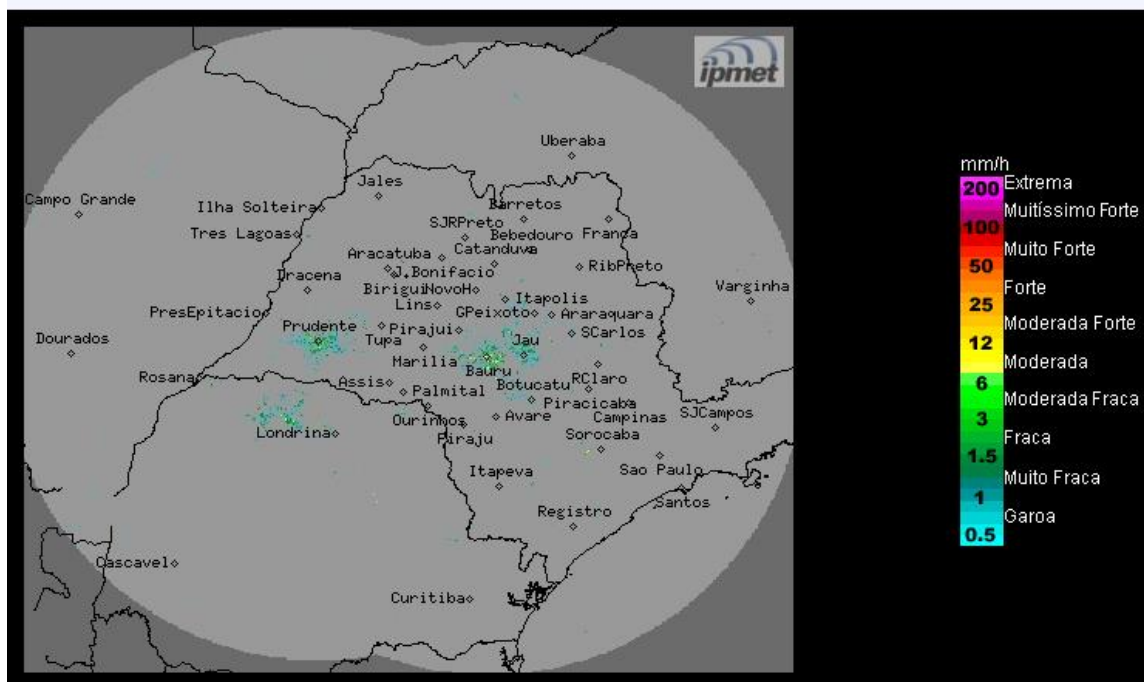 ipmet
Uberaba
Jales
Campo Grande
Ilha Solteira
Barretos
SJRPreto
Tres Lagoas
Bebedouro
Franca
Catanduva
Aracatuba
J.Bonifacio
RibPreto
Dracena
Birigui
NovoH
Varginha
Lins
Itapolis
PresEpitacio
GPeixoto
Araraquara
Prudente
Pirajui
SCarlos
Dourados
Tupa
Jau
Marilia
Bauru
Rosana
Assis
Botucatu
RClaro
Palmital
Piracicaba
Ourinhos
Avare
Campinas
SJCampos
Londrina
Piraju
Sorocaba
Itapeva
Sao Paulo
Santos
Registro
Cascavel
Curitiba
mm/h
200 Extrema
Muitíssimo Forte
100
Muito Forte
50
Forte
25
Moderada Forte
12
Moderada
6
Moderada Fraca
3
Fraca
1.5
Muito Fraca
1
Garoa
0.5